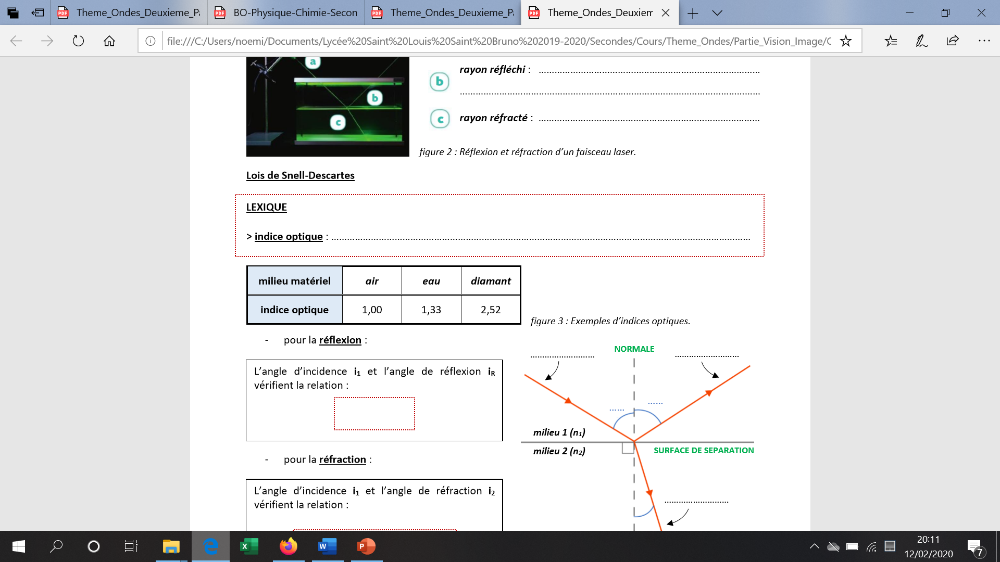 Theme_Ondes_Deuxieme_Pa
BO-Physique-Chimie-Secon
Theme_Ondes_Deuxieme_Pa
Theme_Ondes_Deuxiem
file:///C:/Users/noemi/Documents/Lycée%20Saint%20Louis%20Saint%20Bruno%202019-2020/Secondes/Cours/Theme_Ondes/Partie_Vision_Image/C
a
b
c
b
rayon réfléchi : ........................................................................
........................................................................
c
rayon réfracté : ........................................................................
figure 2 : Réflexion et réfraction d’un faisceau laser.
Lois de Snell-Descartes
LEXIQUE
> indice optique : ........................................................................
milieu matériel air eau diamant
indice optique 1,00 1,33 2,52
figure 3 : Exemples d’indices optiques.
- pour la réflexion :
L’angle d’incidence i₁ et l’angle de réflexion iR
vérifient la relation :
NORMALE
milieu 1 (n₁)
milieu 2 (n₂)
SURFACE DE SEPARATION
- pour la réfraction :
L’angle d’incidence i₁ et l’angle de réfraction i₂
vérifient la relation :
20:11
12/02/2020
7